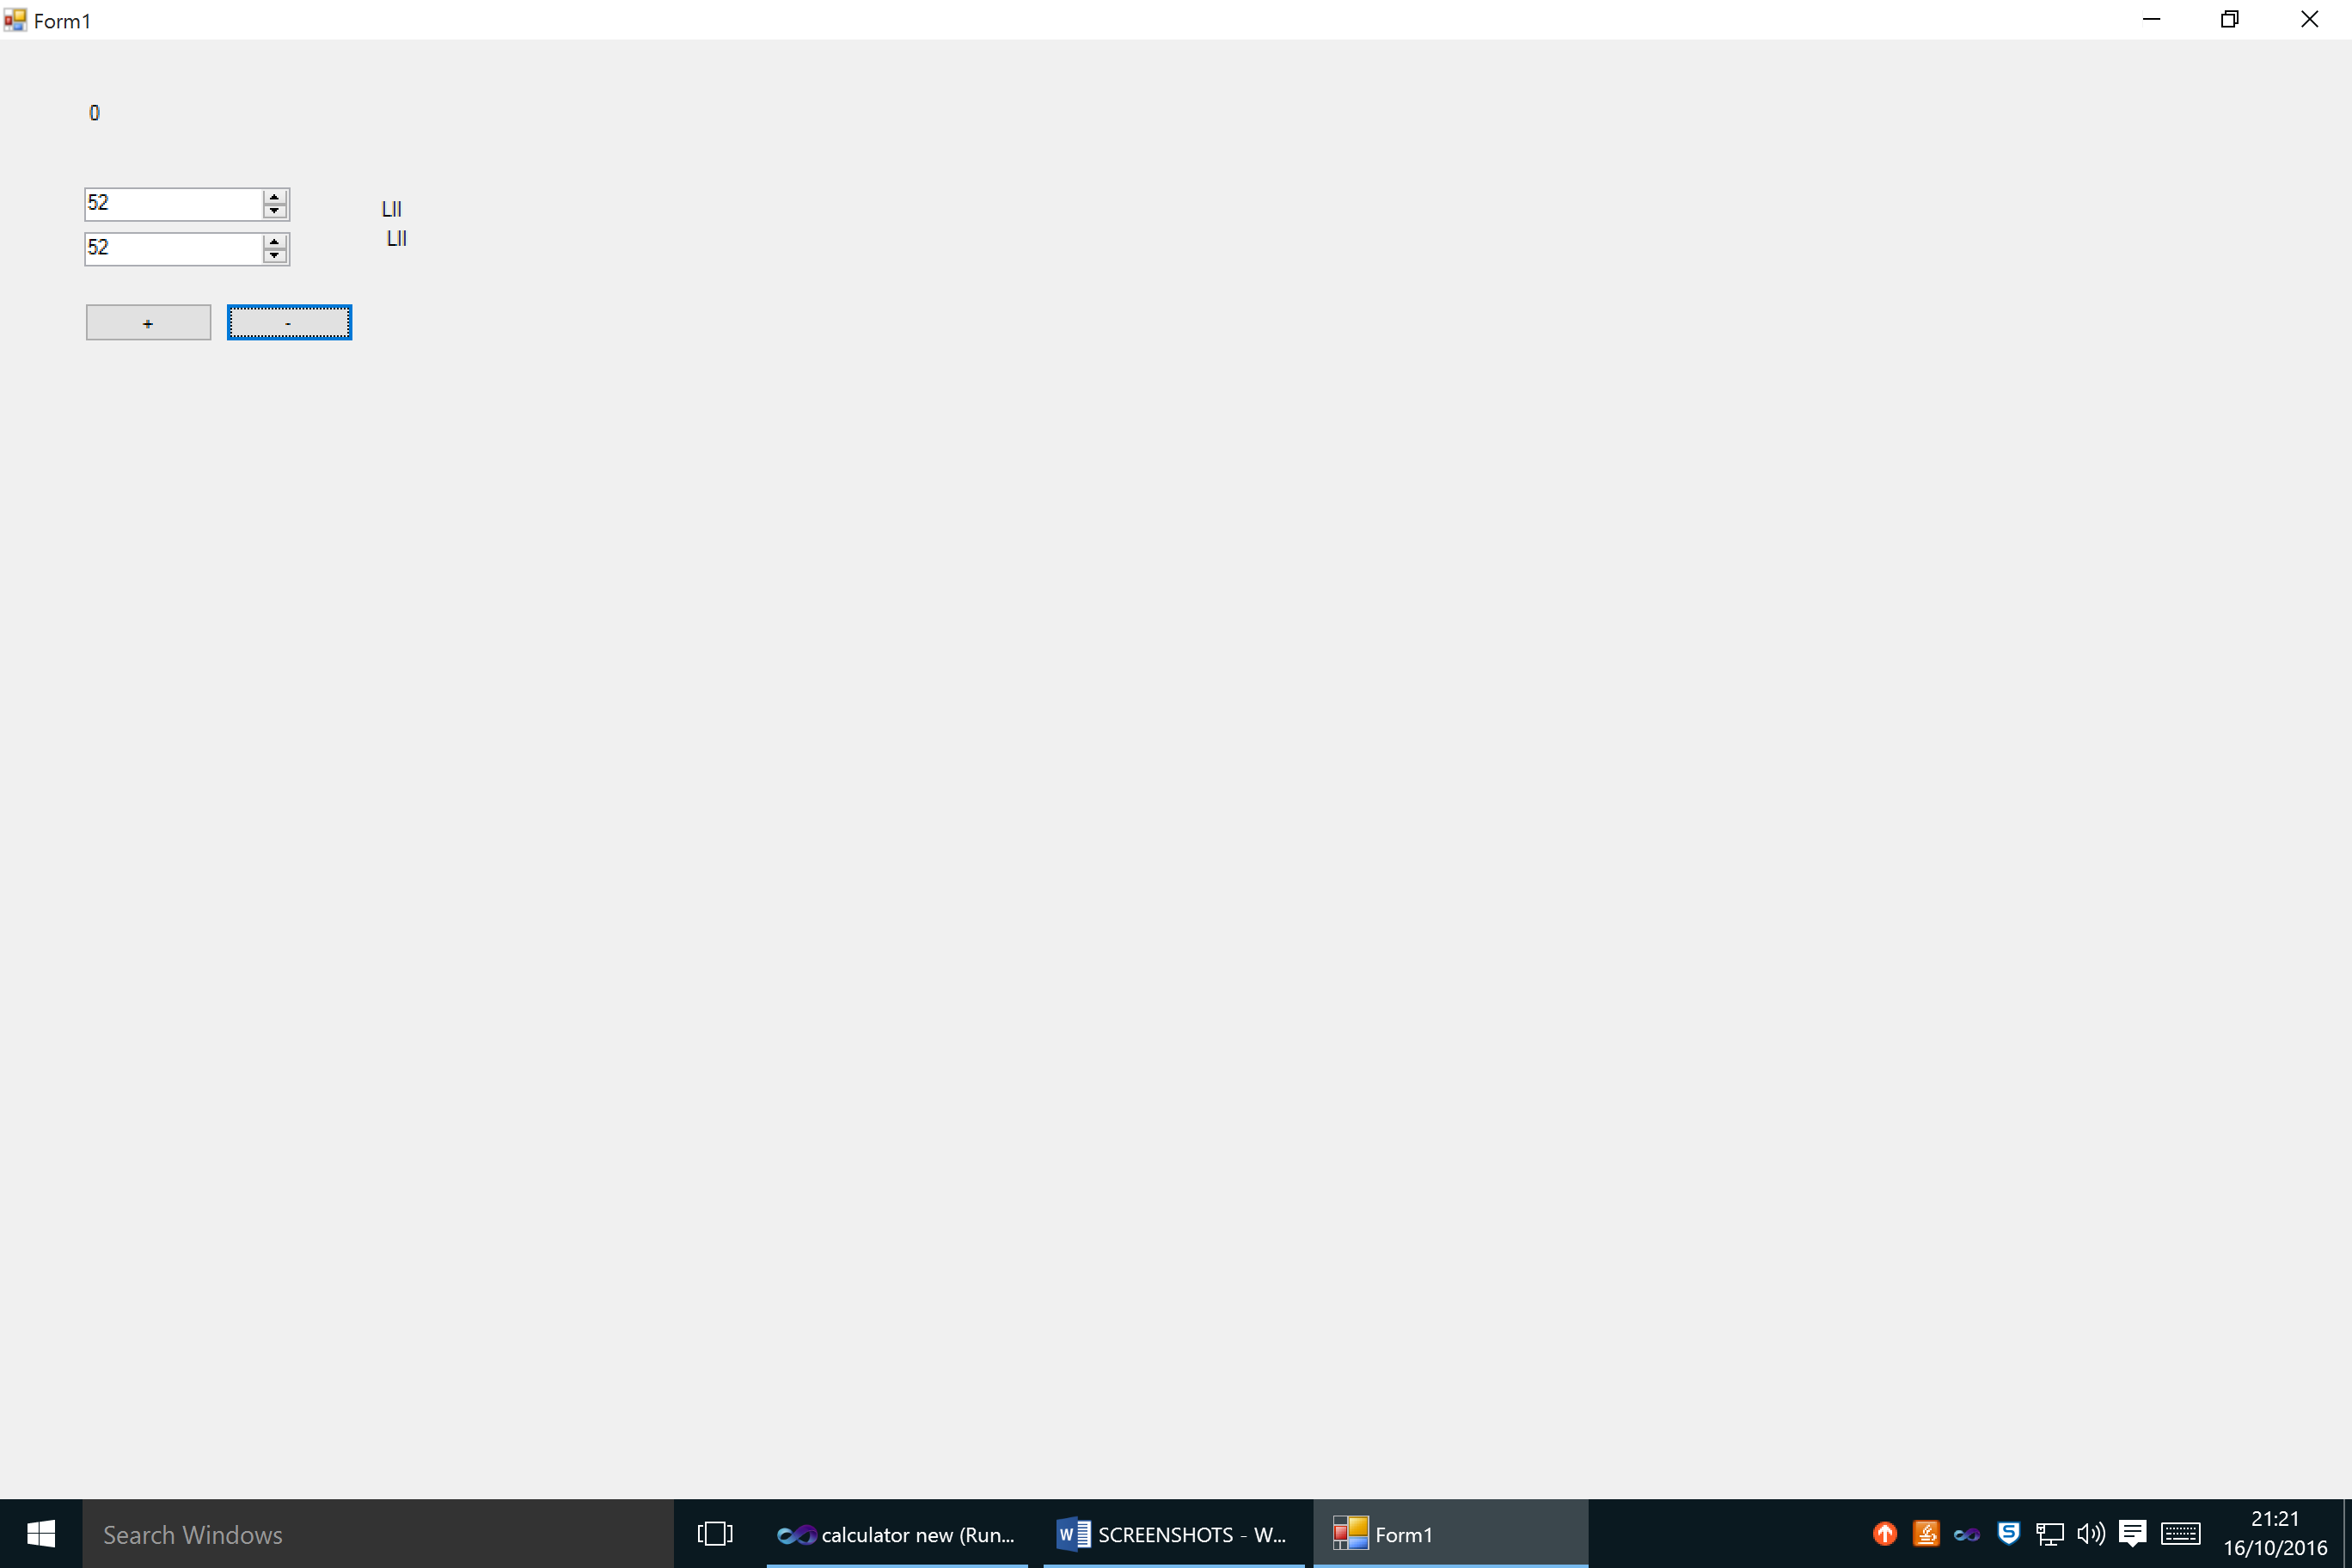 Form1
0
52
LII
52
LII
+ -
Search Windows
calculator new (Run...
SCREENSHOTS - W...
Form1
21:21
16/10/2016